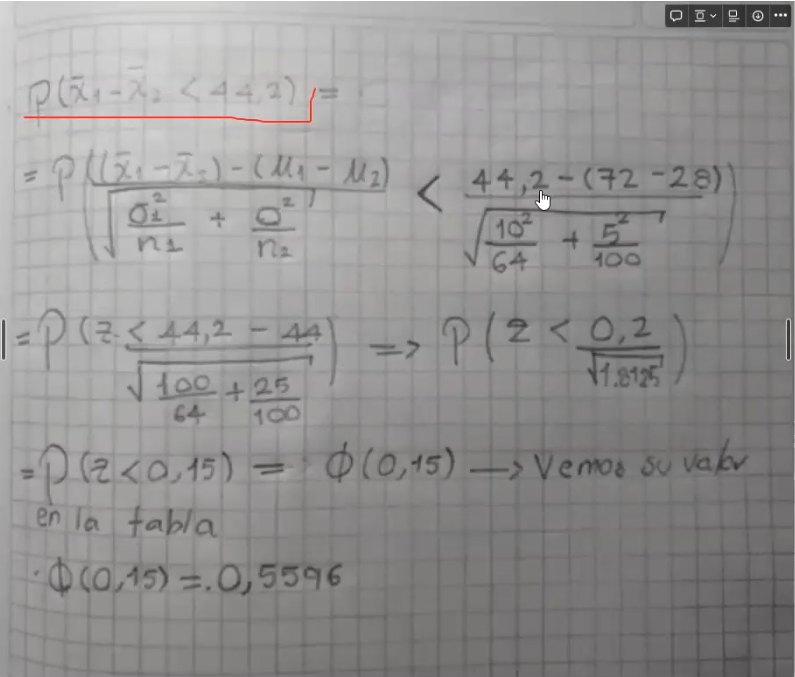 P(x̄₁-x̄₂ < 44,2) =
= P((x̄₁-x̄₂)-(μ₁-μ₂) / √(σ₁²/n₁ + σ²/n₂) < 44,2-(72-28) / √(10²/64 + 5²/100))
= P(z < 44,2 - 44 / √(100/64 + 25/100)) => P(z < 0,2 / √1.8125)
= P(z<0,15) = Φ(0,15) → Vemos su valor
en la tabla
Φ(0,15) = 0,5596